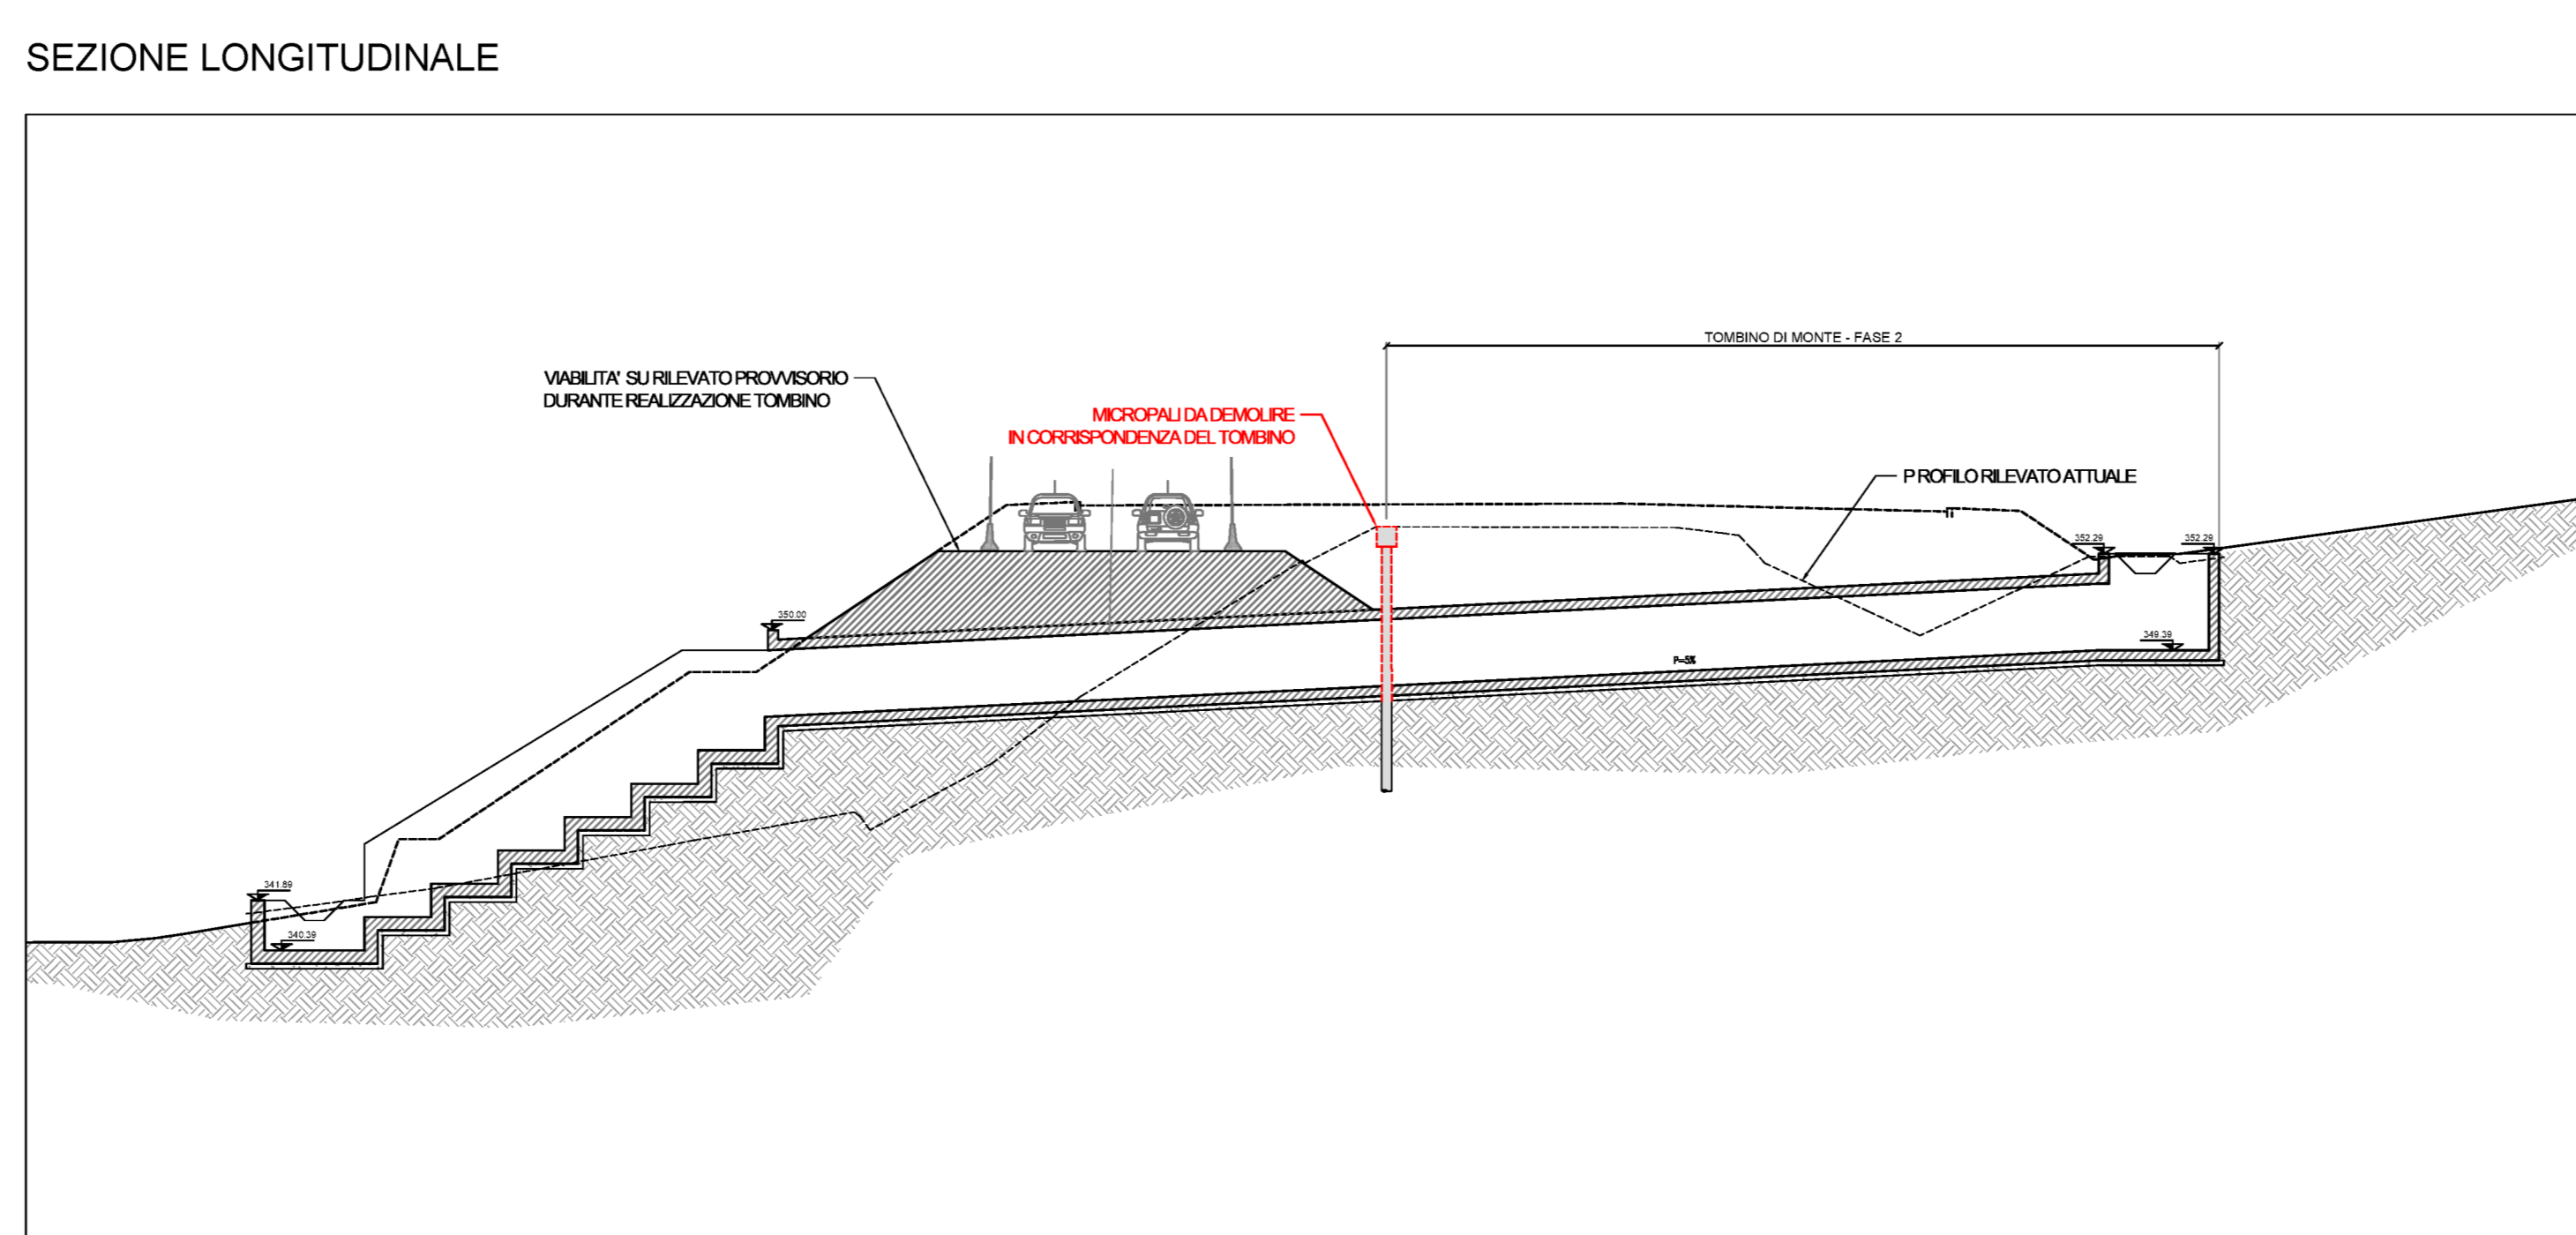 SEZIONE LONGITUDINALE
TOMBINO DI MONTE - FASE 2
VIABILITA' SU RILEVATO PROVVISORIO
DURANTE REALIZZAZIONE TOMBINO
MICROPALI DA DEMOLIRE
IN CORRISPONDENZA DEL TOMBINO
PROFILO RILEVATO ATTUALE
352.29
352.29
350.00
349.39
P=5%
341.89
340.39